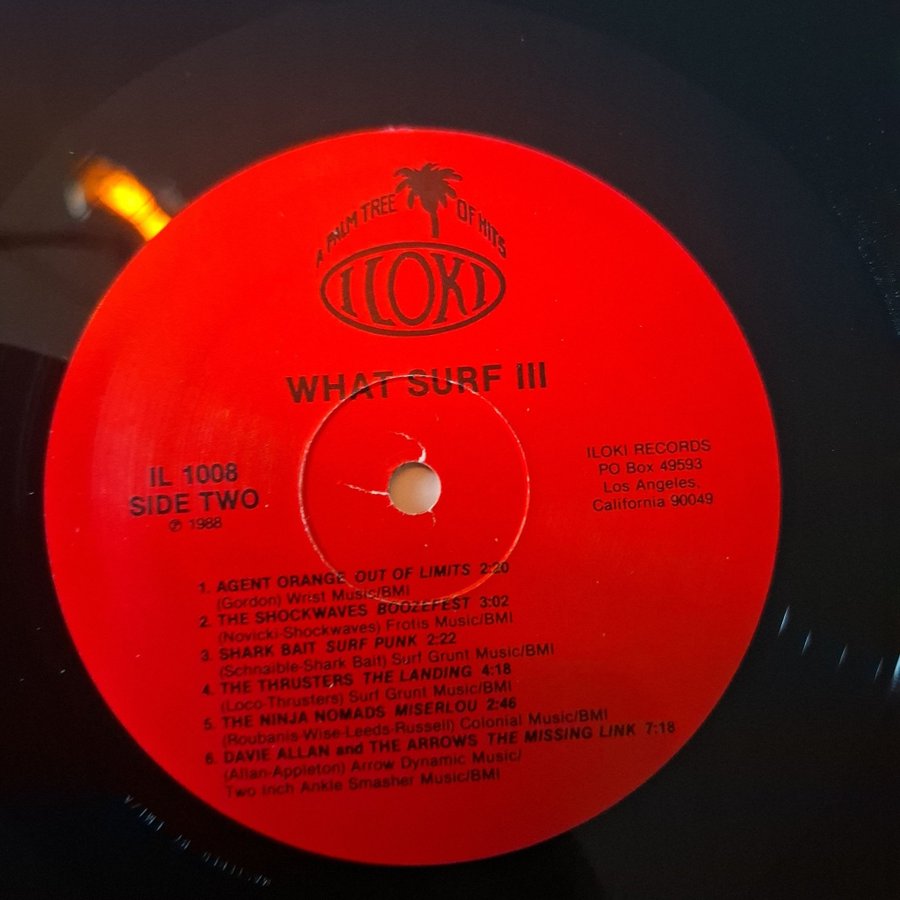 A PALM TREE OF HITS
ILOKI
WHAT SURF III
IL 1008
SIDE TWO
℗ 1988
ILOKI RECORDS
PO Box 49593
Los Angeles,
California 90049
1. AGENT ORANGE OUT OF LIMITS 2:20
(Gordon) Wrist Music/BMI
2. THE SHOCKWAVES BOOZEFEST 3:02
(Novicki-Shockwaves) Frotis Music/BMI
3. SHARK BAIT SURF PUNK 2:22
(Schnaible-Shark Bait) Surf Grunt Music/BMI
4. THE THRUSTERS THE LANDING 4:18
(Loco-Thrusters) Surf Grunt Music/BMI
5. THE NINJA NOMADS MISERLOU 2:46
(Roubanis-Wise-Leeds-Russell) Colonial Music/BMI
6. DAVIE ALLAN and THE ARROWS THE MISSING LINK 7:18
(Allan-Appleton) Arrow Dynamic Music/
Two Inch Ankle Smasher Music/BMI